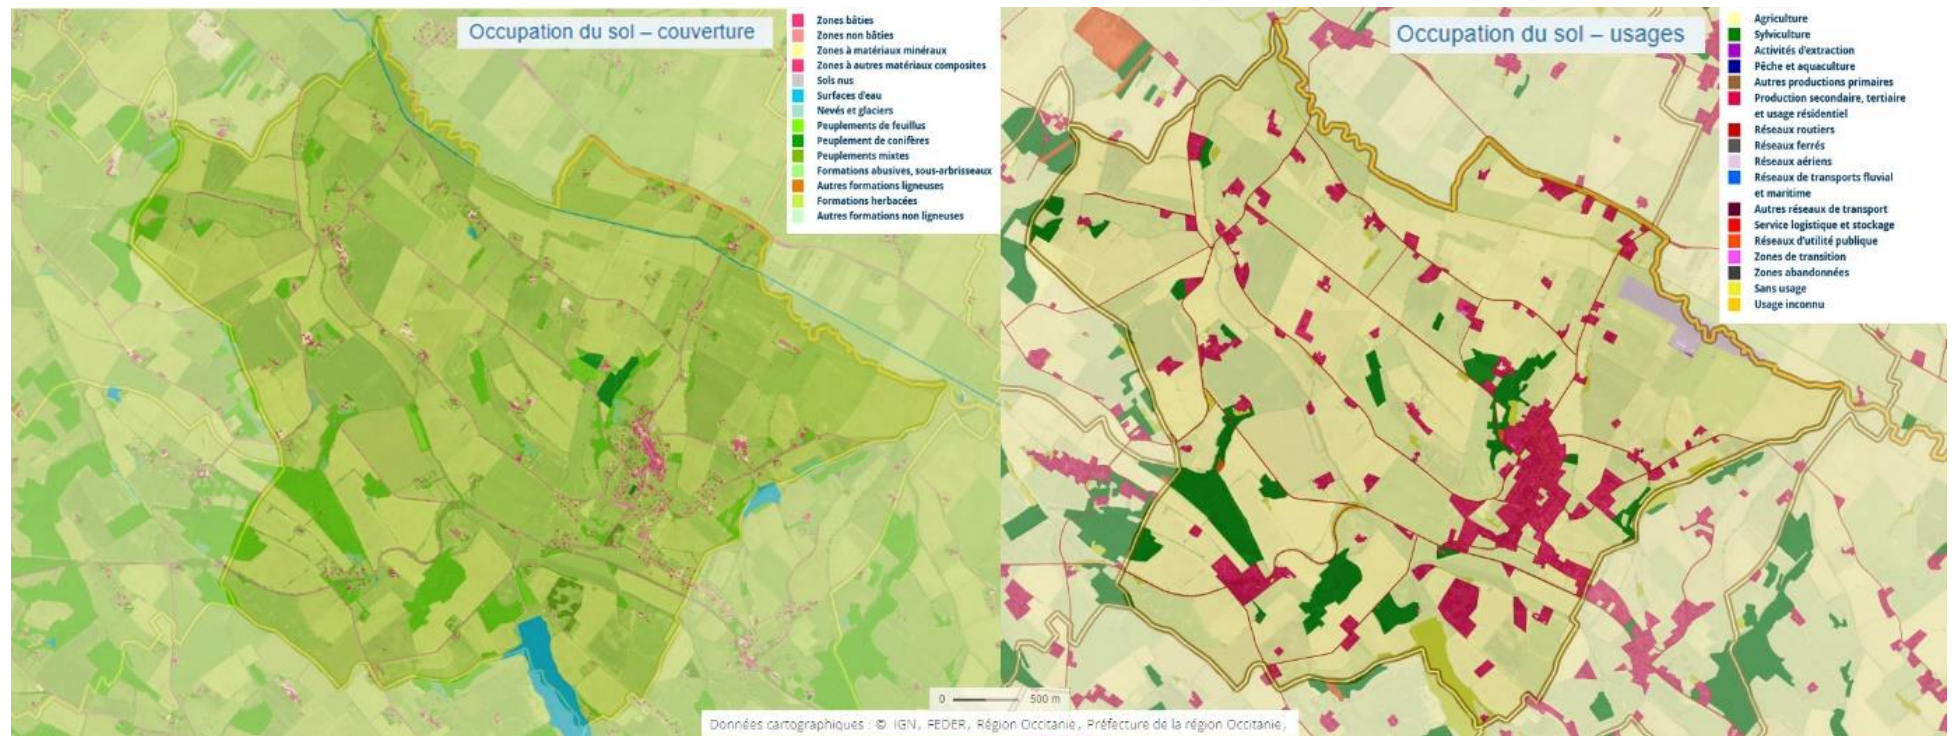 Occupation du sol – couverture
Zones bâties
Zones non bâties
Zones à matériaux minéraux
Zones à autres matériaux composites
Sols nus
Surfaces d'eau
Nevés et glaciers
Peuplements de feuillus
Peuplement de conifères
Peuplements mixtes
Formations abusives, sous-arbrisseaux
Autres formations ligneuses
Formations herbacées
Autres formations non ligneuses
Occupation du sol – usages
Agriculture
Sylviculture
Activités d'extraction
Pêche et aquaculture
Autres productions primaires
Production secondaire, tertiaire
et usage résidentiel
Réseaux routiers
Réseaux ferrés
Réseaux aériens
Réseaux de transports fluvial
et maritime
Autres réseaux de transport
Service logistique et stockage
Réseaux d'utilité publique
Zones de transition
Zones abandonnées
Sans usage
Usage inconnu
0 500 m
Données cartographiques : © IGN, FEDER, Région Occitanie, Préfecture de la région Occitanie,